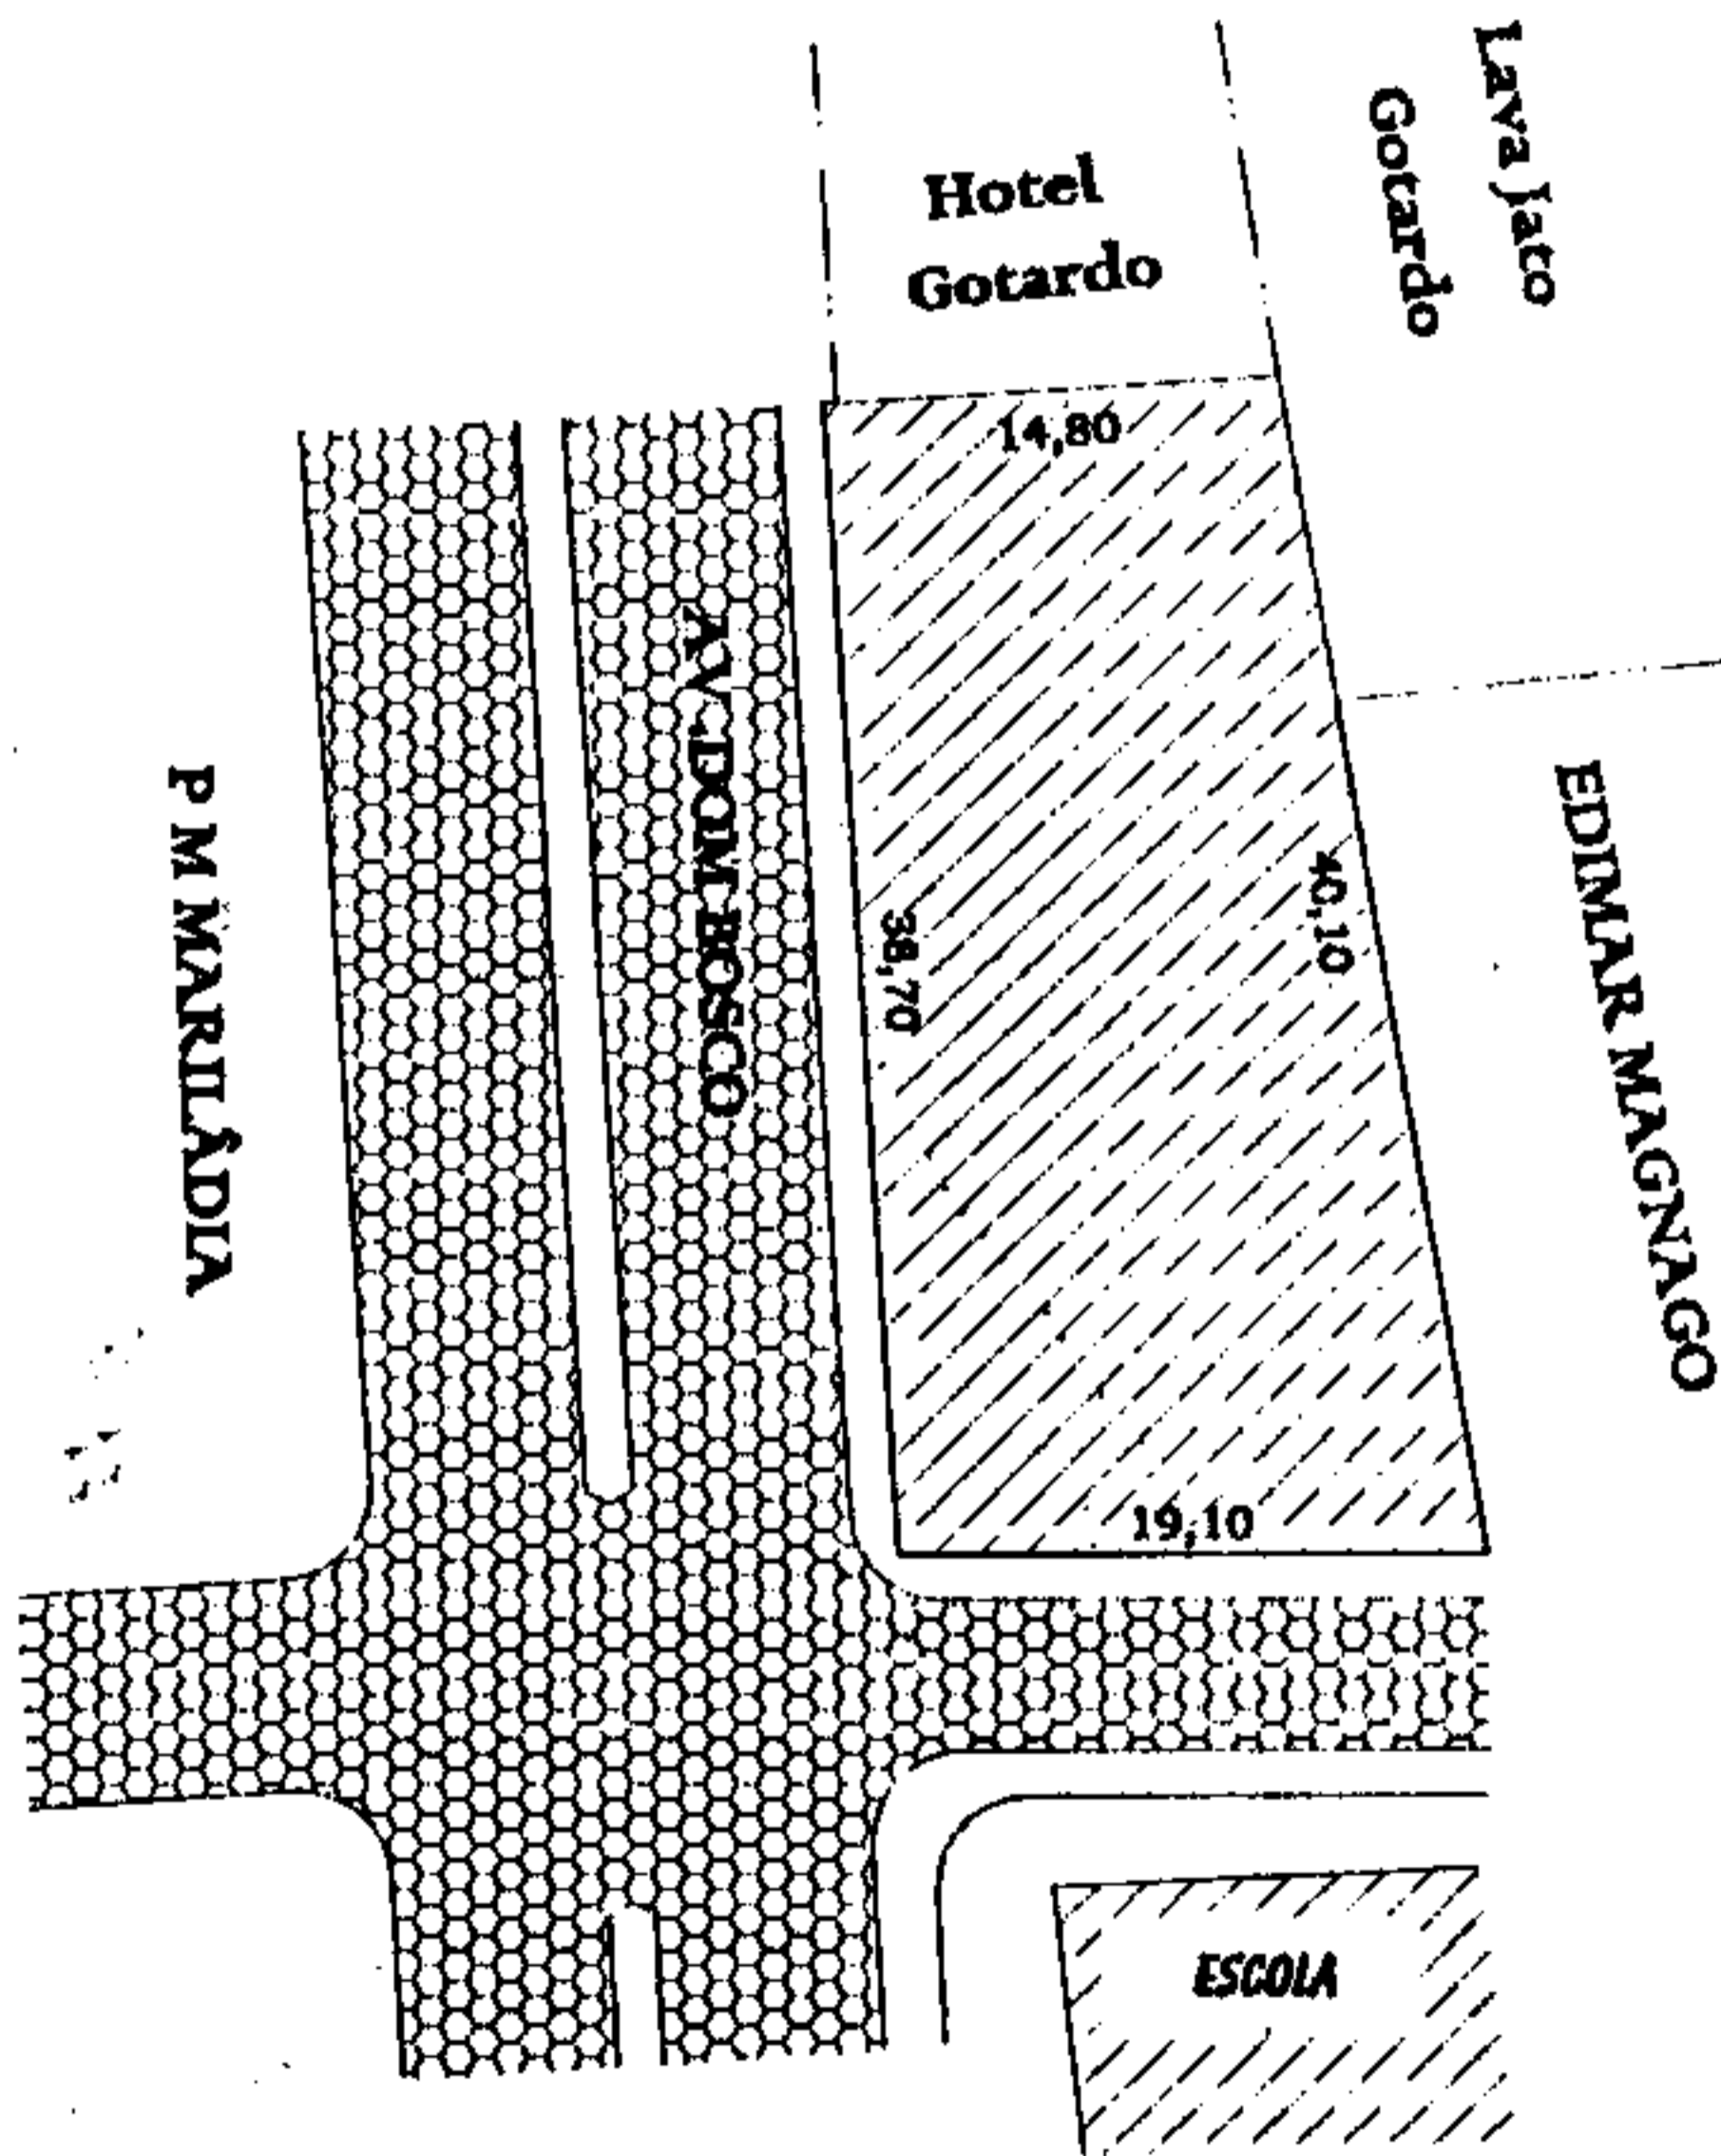 Hotel
Gotardo
Lava Jato
Gotardo
14,80
AV. DOM BOSCO
P M MARILÂDIA
38,70
40,10
EDIMAR MAGNAGO
19,10
ESCOLA